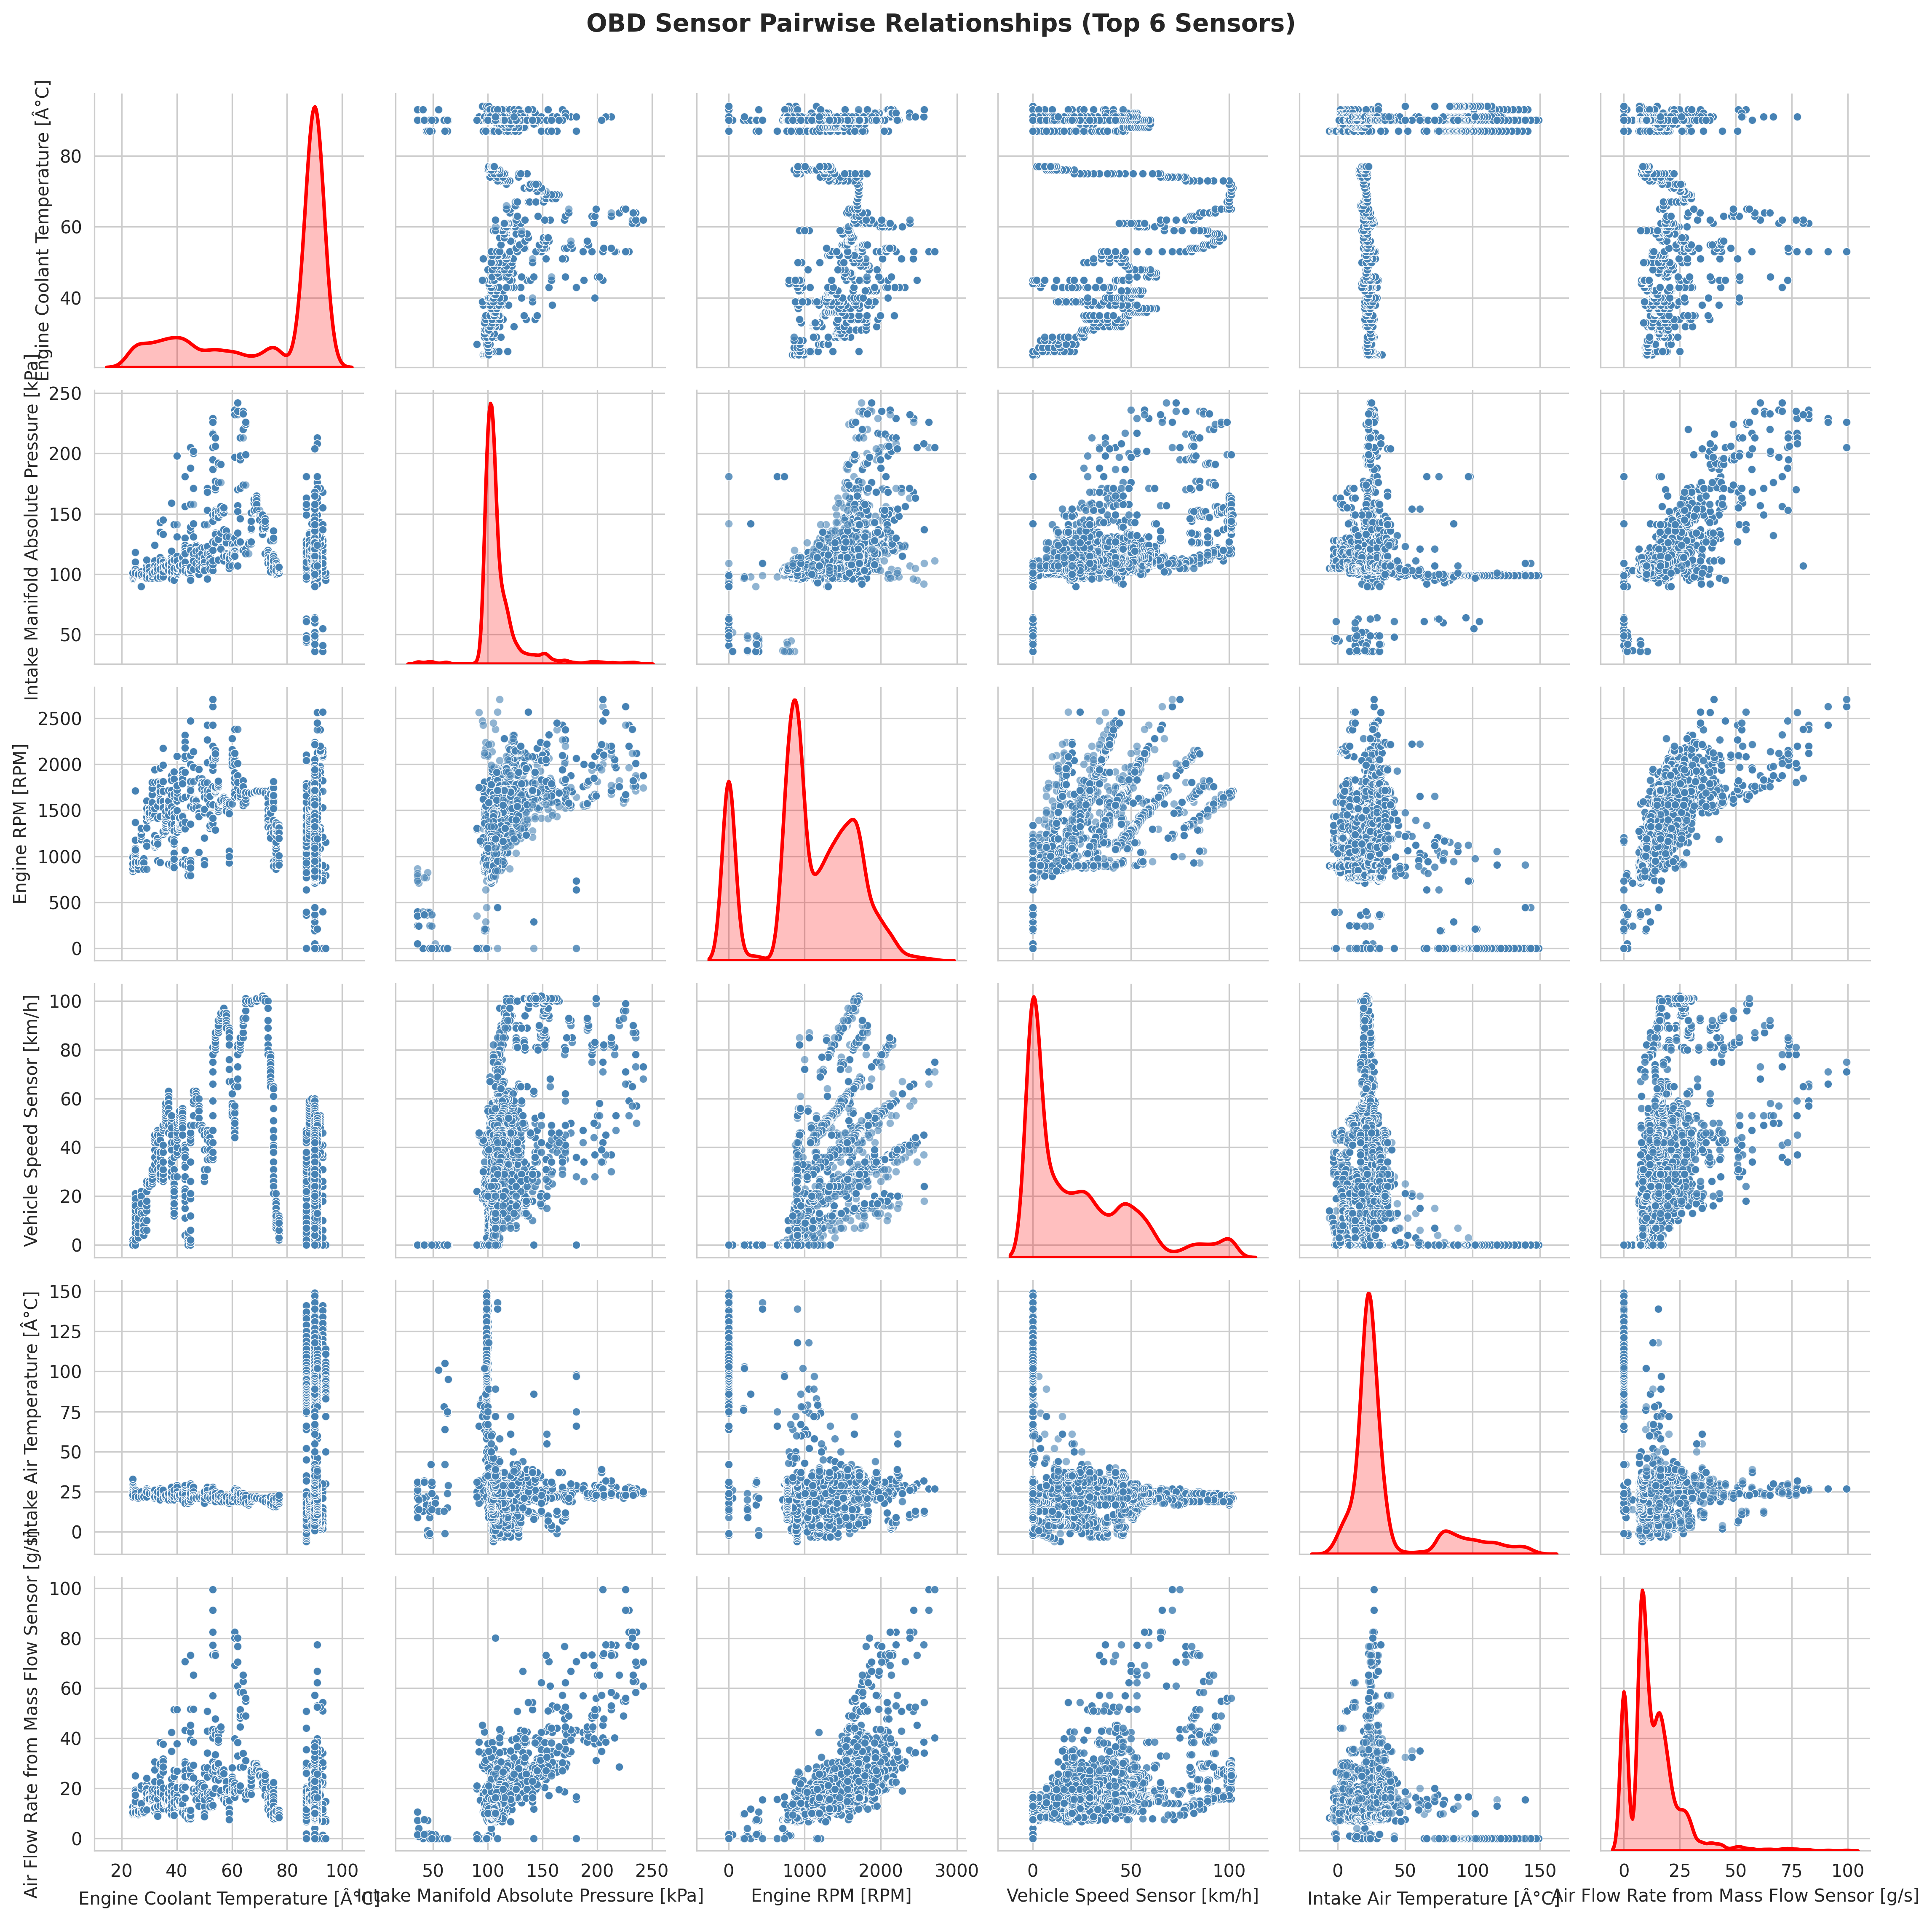 OBD Sensor Pairwise Relationships (Top 6 Sensors)
Engine Coolant Temperature [Â°C]
80
60
40
Intake Manifold Absolute Pressure [kPa]
250
200
150
100
50
Engine RPM [RPM]
2500
2000
1500
1000
500
0
Vehicle Speed Sensor [km/h]
100
80
60
40
20
0
Intake Air Temperature [Â°C]
150
125
100
75
50
25
0
Air Flow Rate from Mass Flow Sensor [g/s]
100
80
60
40
20
0
20 40 60 80 100
50 100 150 200 250
0 1000 2000 3000
0 50 100
0 50 100 150
0 25 50 75 100
Engine Coolant Temperature [Â°C]
Intake Manifold Absolute Pressure [kPa]
Engine RPM [RPM]
Vehicle Speed Sensor [km/h]
Intake Air Temperature [Â°C]
Air Flow Rate from Mass Flow Sensor [g/s]